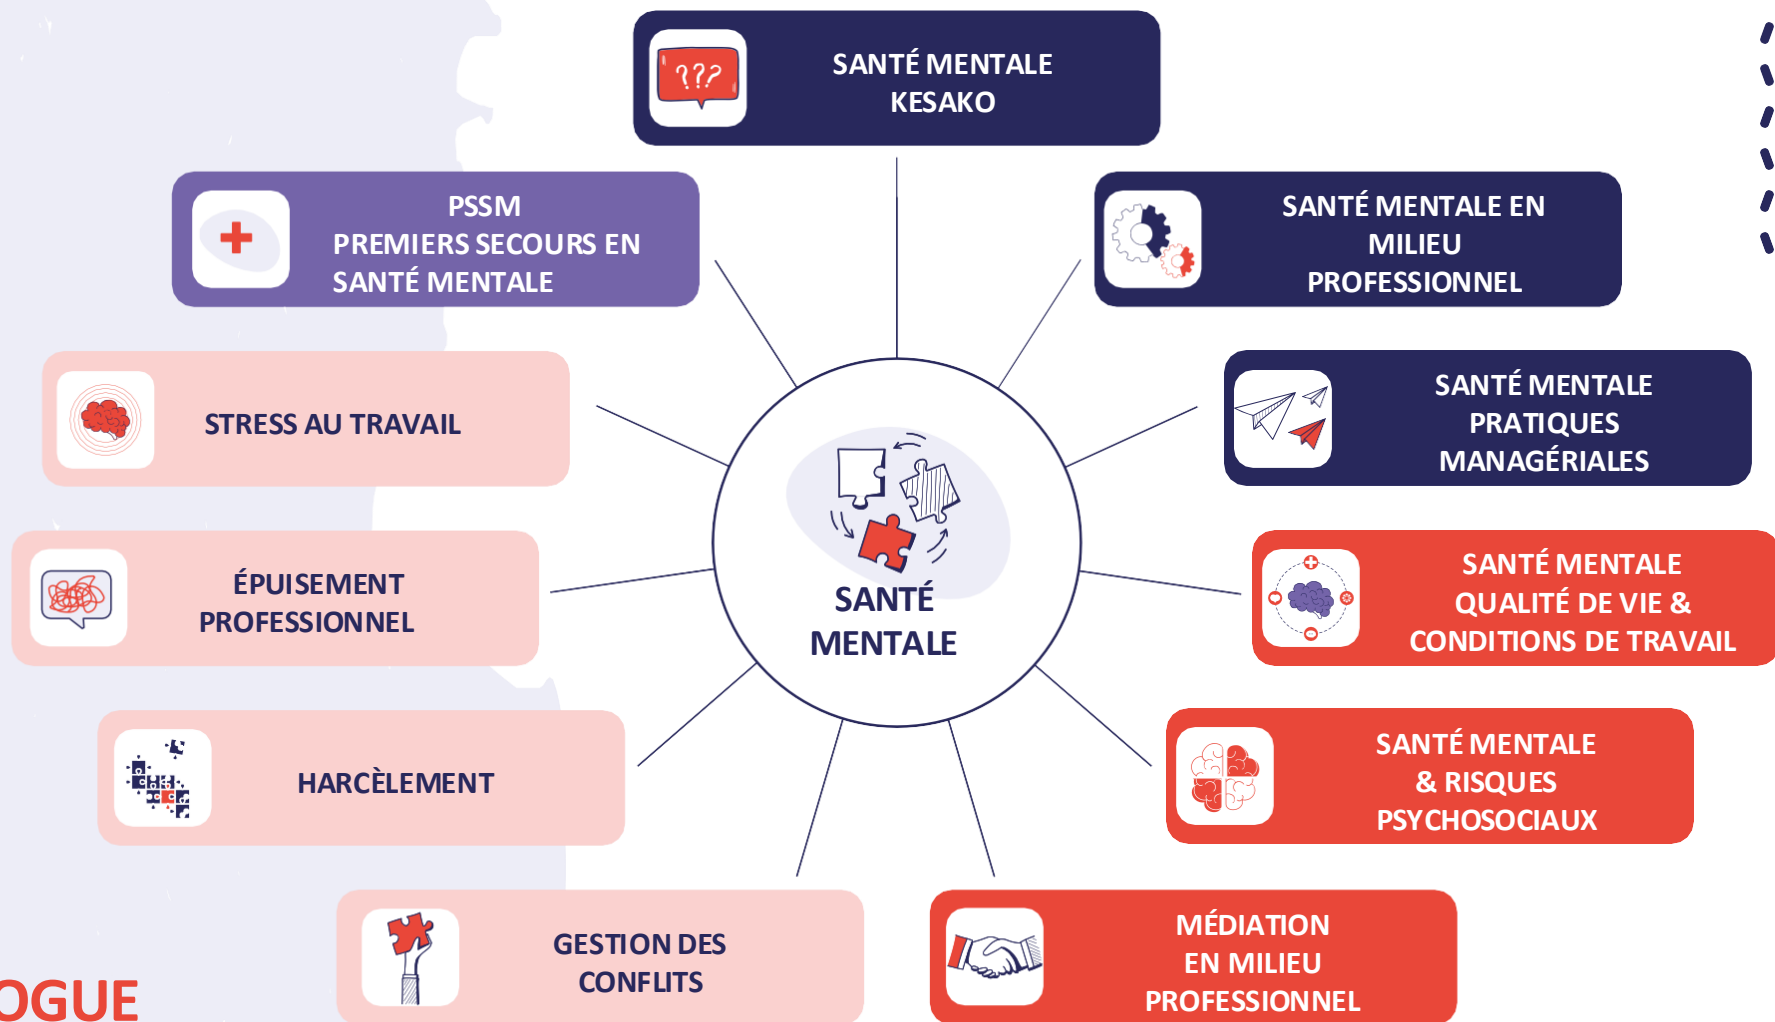 ???
SANTÉ MENTALE
KESAKO
PSSM
PREMIERS SECOURS EN
SANTÉ MENTALE
SANTÉ MENTALE EN
MILIEU
PROFESSIONNEL
STRESS AU TRAVAIL
SANTÉ MENTALE
PRATIQUES
MANAGÉRIALES
ÉPUISEMENT
PROFESSIONNEL
SANTÉ
MENTALE
SANTÉ MENTALE
QUALITÉ DE VIE &
CONDITIONS DE TRAVAIL
HARCÈLEMENT
SANTÉ MENTALE
& RISQUES
PSYCHOSOCIAUX
GESTION DES
CONFLITS
MÉDIATION
EN MILIEU
PROFESSIONNEL
OGUE